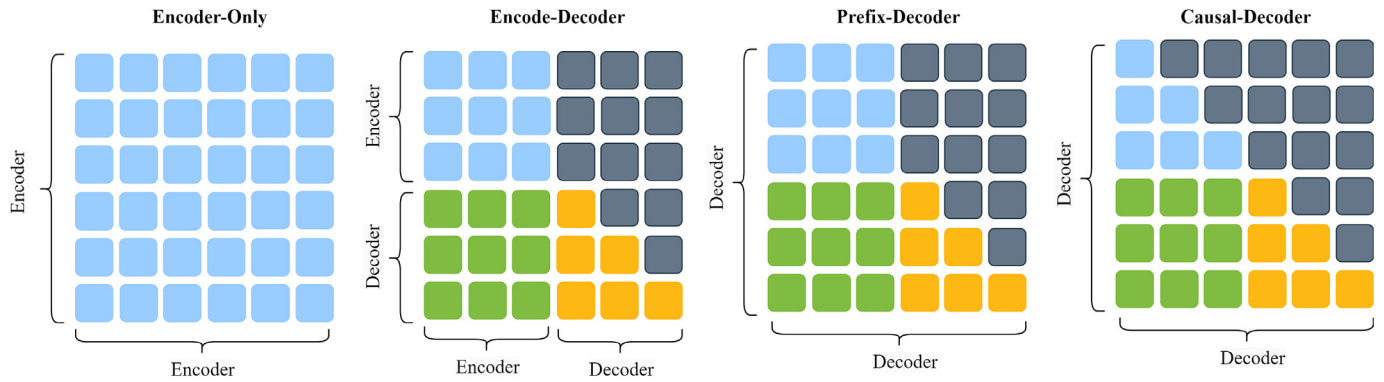 Encoder-Only
Encode-Decoder
Prefix-Decoder
Causal-Decoder
Encoder
Encoder
Encoder
Decoder
Encoder
Decoder
Decoder
Decoder
Decoder
Decoder